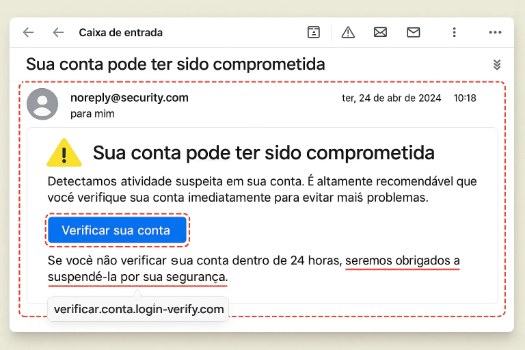 Caixa de entrada
Sua conta pode ter sido comprometida
noreply@security.com
ter, 24 de abr de 2024 10:18
para mim
Sua conta pode ter sido comprometida
Detectamos atividade suspeita em sua conta. É altamente recomendável que
você verifique sua conta imediatamente para evitar mais problemas.
Verificar sua conta
Se você não verificar sua conta dentro de 24 horas, seremos obrigados a
suspendê-la por sua segurança.
verificar.conta.login-verify.com